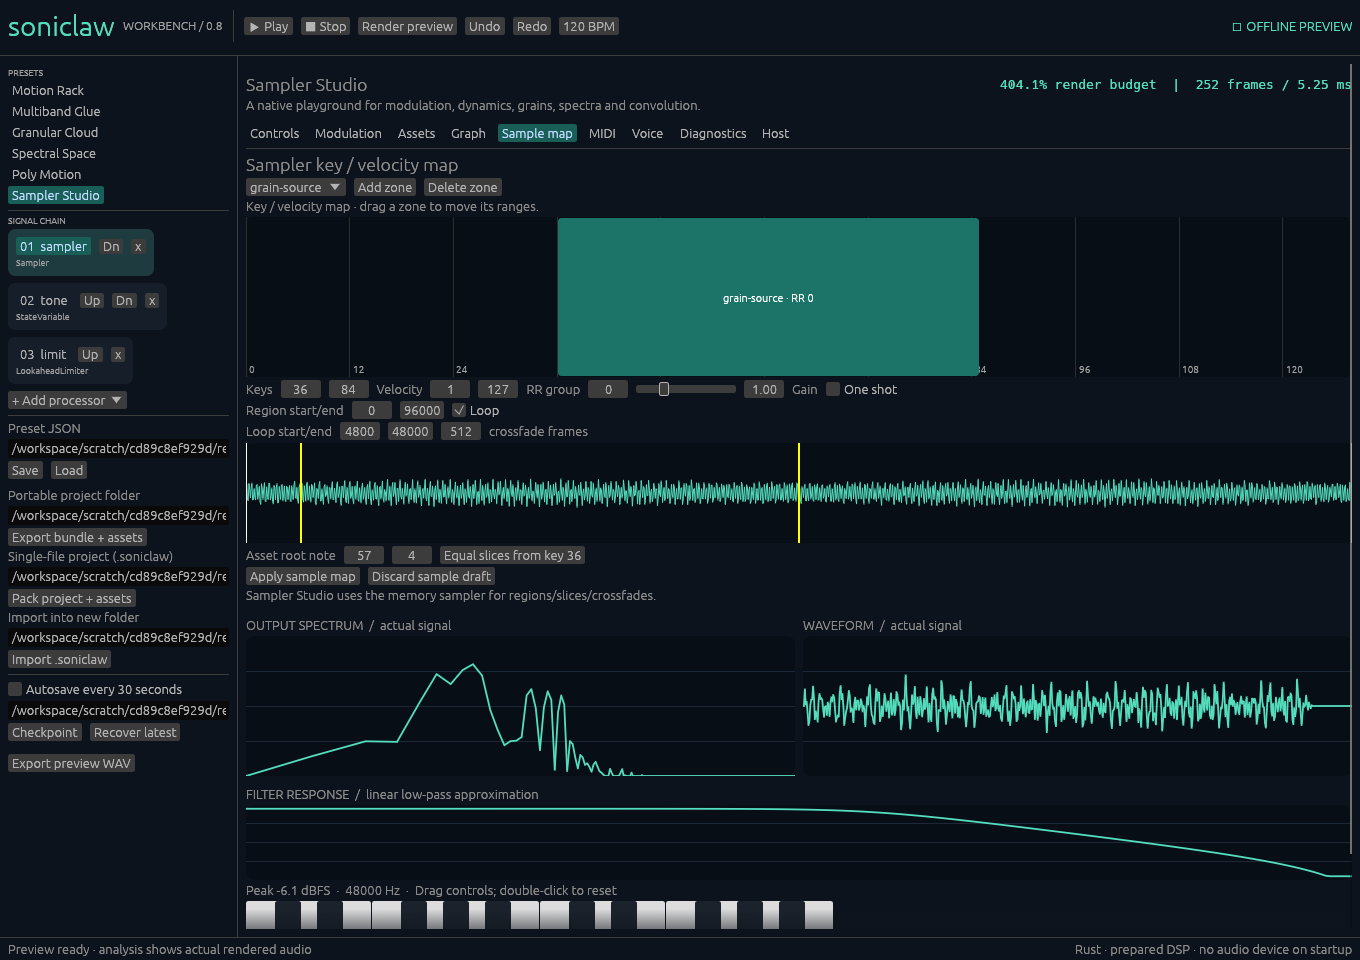 soniclaw WORKBENCH / 0.8 ▶ Play ■ Stop Render preview Undo Redo 120 BPM OFFLINE PREVIEW
PRESETS
Motion Rack
Multiband Glue
Granular Cloud
Spectral Space
Poly Motion
Sampler Studio
SIGNAL CHAIN
01 sampler Dn x
Sampler
02 tone Up Dn x
StateVariable
03 limit Up x
LookaheadLimiter
+ Add processor
Preset JSON
/workspace/scratch/cd89c8ef929d/re
Save Load
Portable project folder
/workspace/scratch/cd89c8ef929d/re
Export bundle + assets
Single-file project (.soniclaw)
/workspace/scratch/cd89c8ef929d/re
Pack project + assets
Import into new folder
/workspace/scratch/cd89c8ef929d/re
Import .soniclaw
Autosave every 30 seconds
/workspace/scratch/cd89c8ef929d/re
Checkpoint Recover latest
Export preview WAV
Sampler Studio
404.1% render budget | 252 frames / 5.25 ms
A native playground for modulation, dynamics, grains, spectra and convolution.
Controls Modulation Assets Graph Sample map MIDI Voice Diagnostics Host
Sampler key / velocity map
grain-source Add zone Delete zone
Key / velocity map · drag a zone to move its ranges.
grain-source · RR 0
0 12 24 84 96 108 120
Keys 36 84 Velocity 1 127 RR group 0 1.00 Gain One shot
Region start/end 0 96000 Loop
Loop start/end 4800 48000 512 crossfade frames
Asset root note 57 4 Equal slices from key 36
Apply sample map Discard sample draft
Sampler Studio uses the memory sampler for regions/slices/crossfades.
OUTPUT SPECTRUM / actual signal
WAVEFORM / actual signal
FILTER RESPONSE / linear low-pass approximation
Peak -6.1 dBFS · 48000 Hz · Drag controls; double-click to reset
Preview ready · analysis shows actual rendered audio
Rust · prepared DSP · no audio device on startup